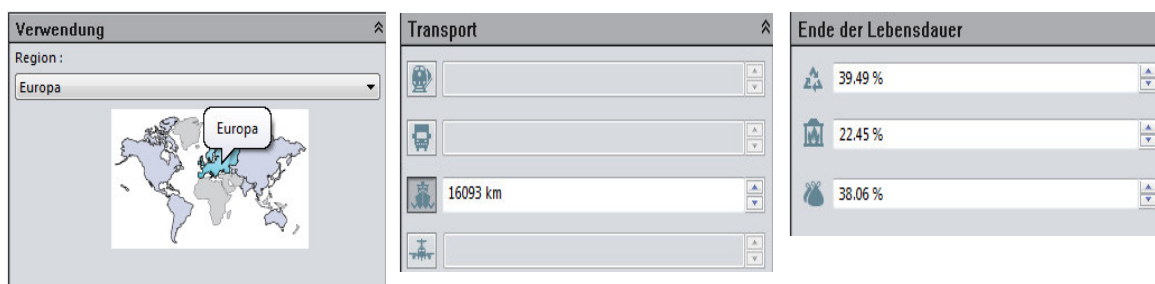 Verwendung
Region :
Europa
Europa
Transport
16093 km
Ende der Lebensdauer
39.49 %
22.45 %
38.06 %